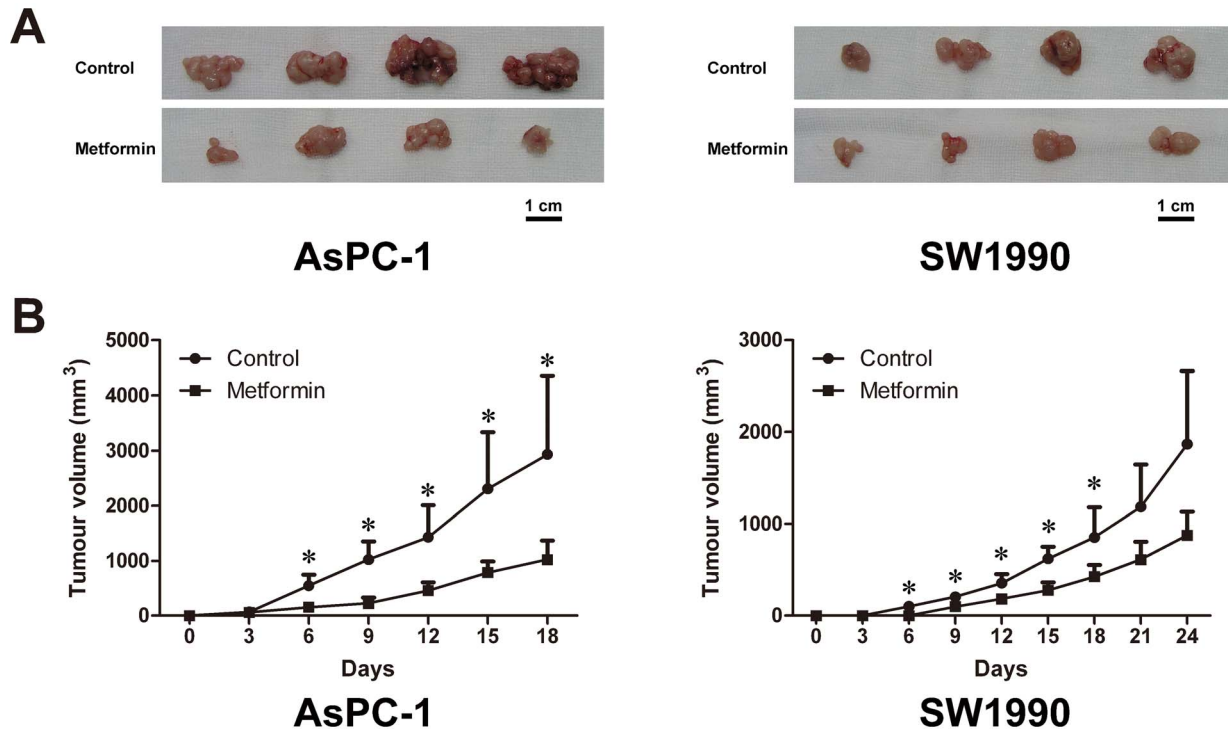 A
Control
Metformin
1 cm
AsPC-1
Control
Metformin
1 cm
SW1990
B
Tumour volume (mm³)
5000
4000
3000
2000
1000
0
Control
Metformin
* * * * *
0 3 6 9 12 15 18
Days
AsPC-1
Tumour volume (mm³)
3000
2000
1000
0
Control
Metformin
* * * * *
0 3 6 9 12 15 18 21 24
Days
SW1990